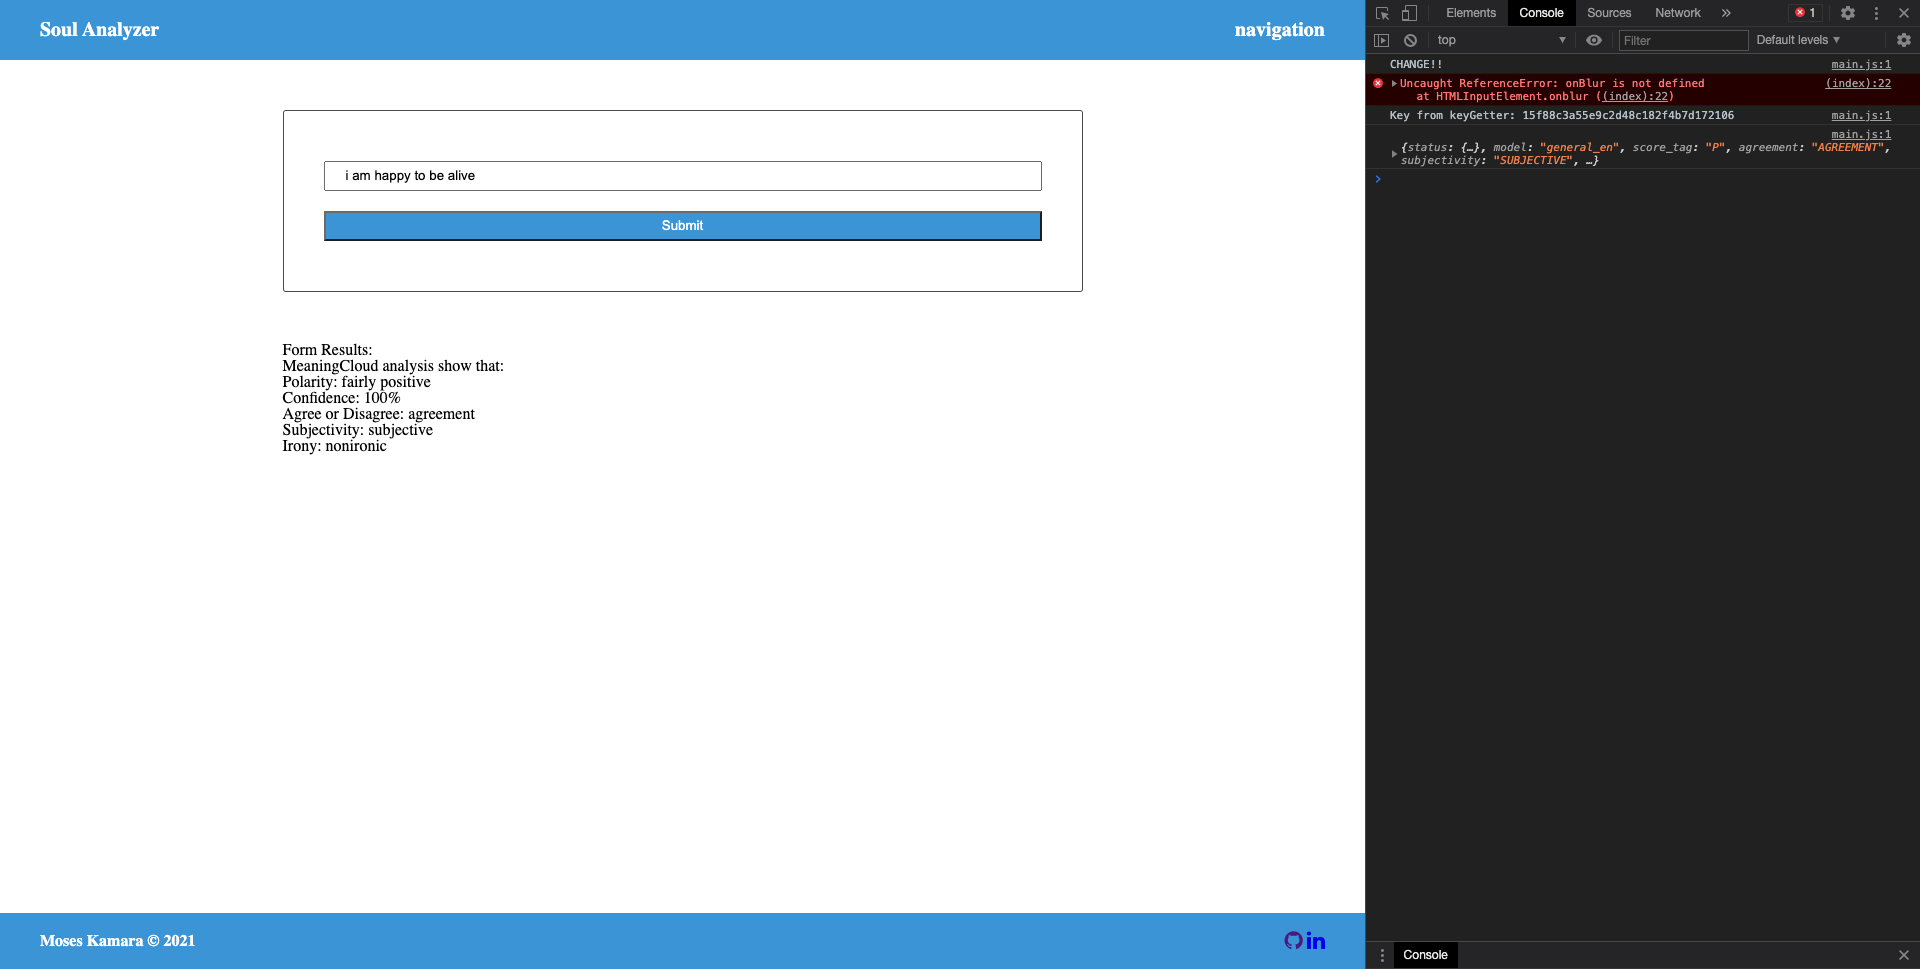 Soul Analyzer
navigation
i am happy to be alive
Submit
Form Results:
MeaningCloud analysis show that:
Polarity: fairly positive
Confidence: 100%
Agree or Disagree: agreement
Subjectivity: subjective
Irony: nonironic
Moses Kamara © 2021
Elements Console Sources Network » 1
top Filter Default levels
CHANGE!! main.js:1
Uncaught ReferenceError: onBlur is not defined (index):22
at HTMLInputElement.onblur ((index):22)
Key from keyGetter: 15f88c3a55e9c2d48c182f4b7d172106 main.js:1
main.js:1
{status: {…}, model: "general_en", score_tag: "P", agreement: "AGREEMENT",
subjectivity: "SUBJECTIVE", …}
Console